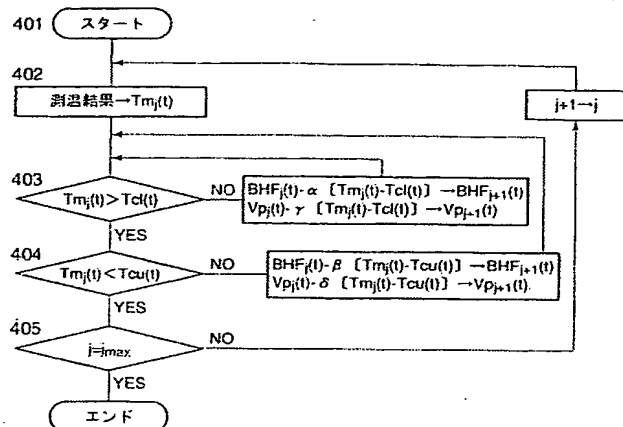 401 スタート
402
測温結果→Tmj(t)
j+1→j
403
Tmj(t)>Tcl(t)
NO
BHFj(t)-α [Tmj(t)-Tcl(t)] →BHFj+1(t)
Vpj(t)-γ [Tmj(t)-Tcl(t)] →Vpj+1(t)
YES
404
Tmj(t)<Tcu(t)
NO
BHFj(t)-β [Tmj(t)-Tcu(t)] →BHFj+1(t)
Vpj(t)-δ [Tmj(t)-Tcu(t)] →Vpj+1(t).
YES
405
j=jmax
NO
YES
エンド